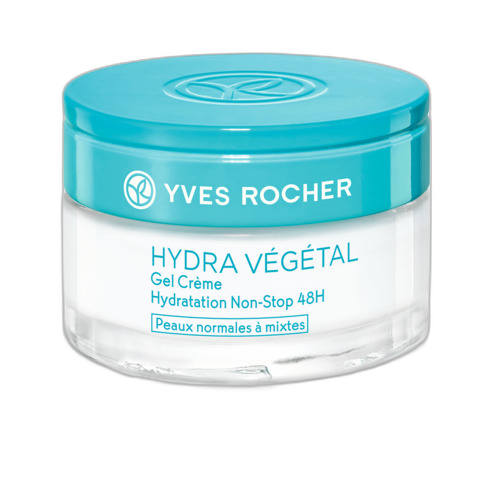 YVES ROCHER
HYDRA VÉGÉTAL
Gel Crème
Hydratation Non-Stop 48H
Peaux normales à mixtes